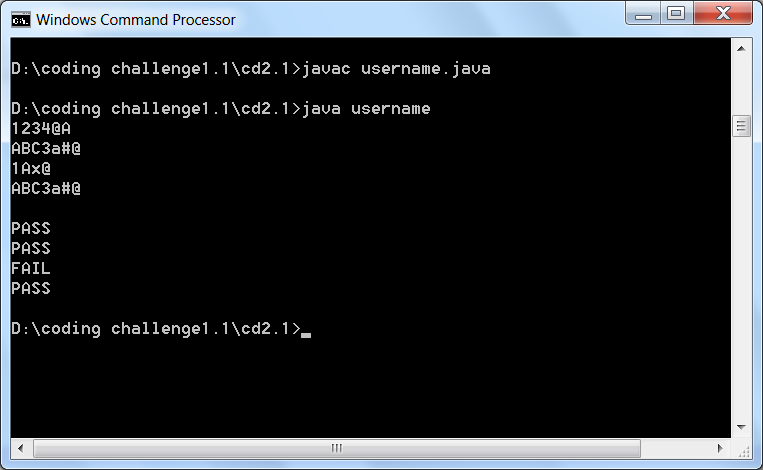 Windows Command Processor
D:\coding challenge1.1\cd2.1>javac username.java
D:\coding challenge1.1\cd2.1>java username
1234@A
ABC3a#@
1Ax@
ABC3a#@
PASS
PASS
FAIL
PASS
D:\coding challenge1.1\cd2.1>